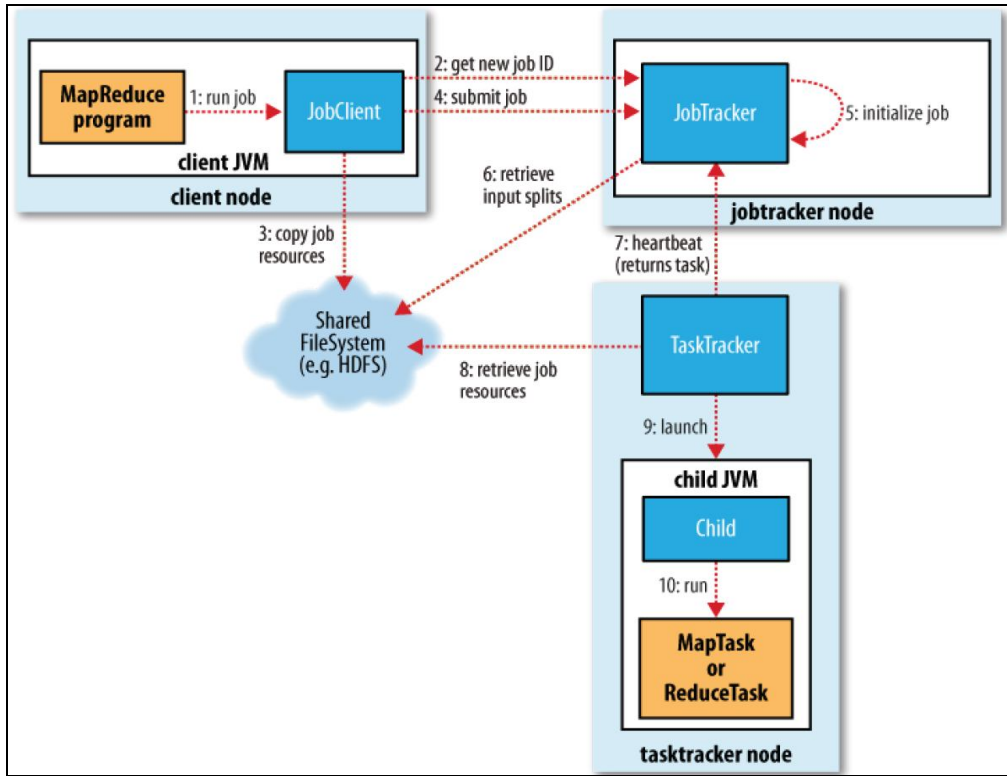 MapReduce
program
1: run job
JobClient
client JVM
client node
2: get new job ID
4: submit job
JobTracker
5: initialize job
jobtracker node
3: copy job
resources
6: retrieve
input splits
7: heartbeat
(returns task)
Shared
FileSystem
(e.g. HDFS)
8: retrieve job
resources
TaskTracker
9: launch
child JVM
Child
10: run
MapTask
or
ReduceTask
tasktracker node